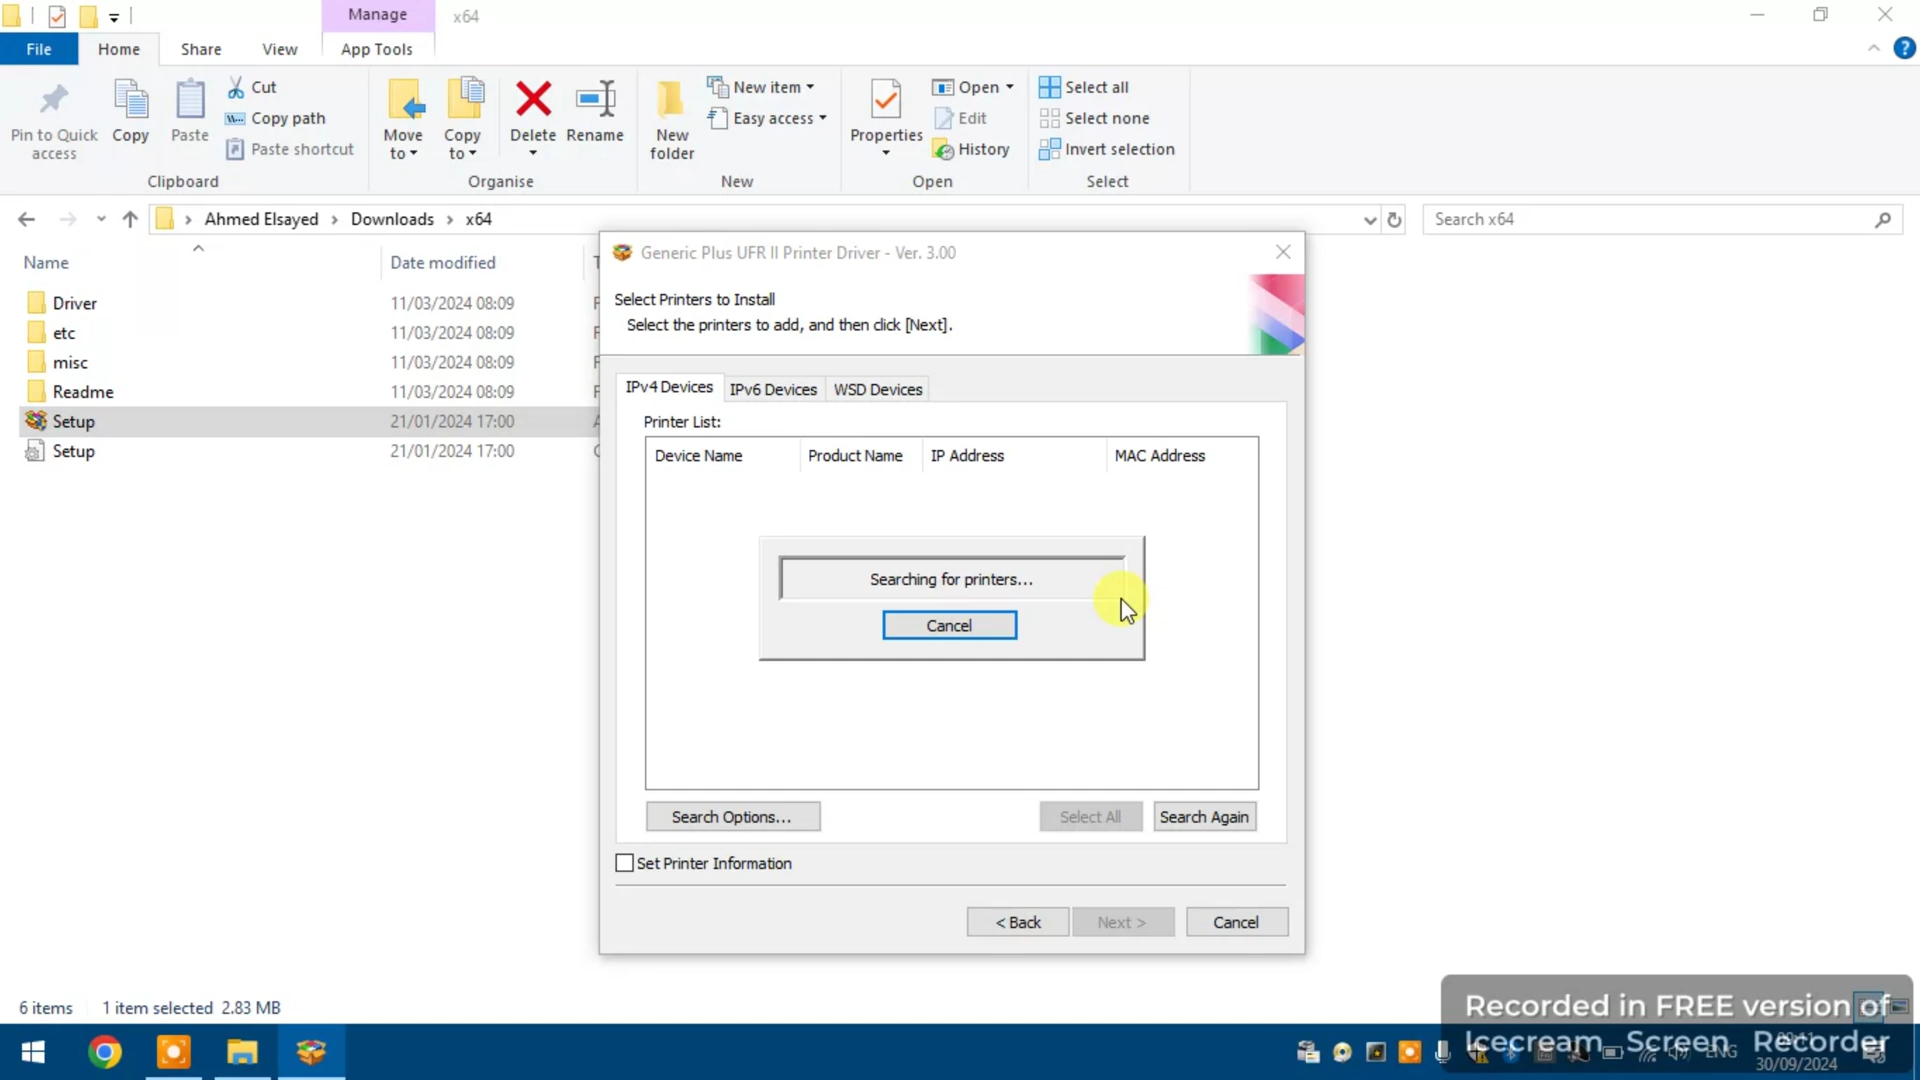 Manage
x64
File
Home
Share
View
App Tools
Pin to Quick access
Copy
Paste
Cut
Copy path
Paste shortcut
Clipboard
Move to
Copy to
Delete
Rename
Organise
New folder
New item
Easy access
New
Properties
Open
Edit
History
Open
Select all
Select none
Invert selection
Select
Ahmed Elsayed
Downloads
x64
Search x64
Name
Date modified
Driver 11/03/2024 08:09
etc 11/03/2024 08:09
misc 11/03/2024 08:09
Readme 11/03/2024 08:09
Setup 21/01/2024 17:00
Setup 21/01/2024 17:00
Generic Plus UFR II Printer Driver - Ver. 3.00
Select Printers to Install
Select the printers to add, and then click [Next].
IPv4 Devices
IPv6 Devices
WSD Devices
Printer List:
Device Name Product Name IP Address MAC Address
Searching for printers...
Cancel
Search Options...
Select All
Search Again
Set Printer Information
< Back
Next >
Cancel
6 items 1 item selected 2.83 MB
Recorded in FREE version of
Icecream Screen Recorder
ENG
30/09/2024